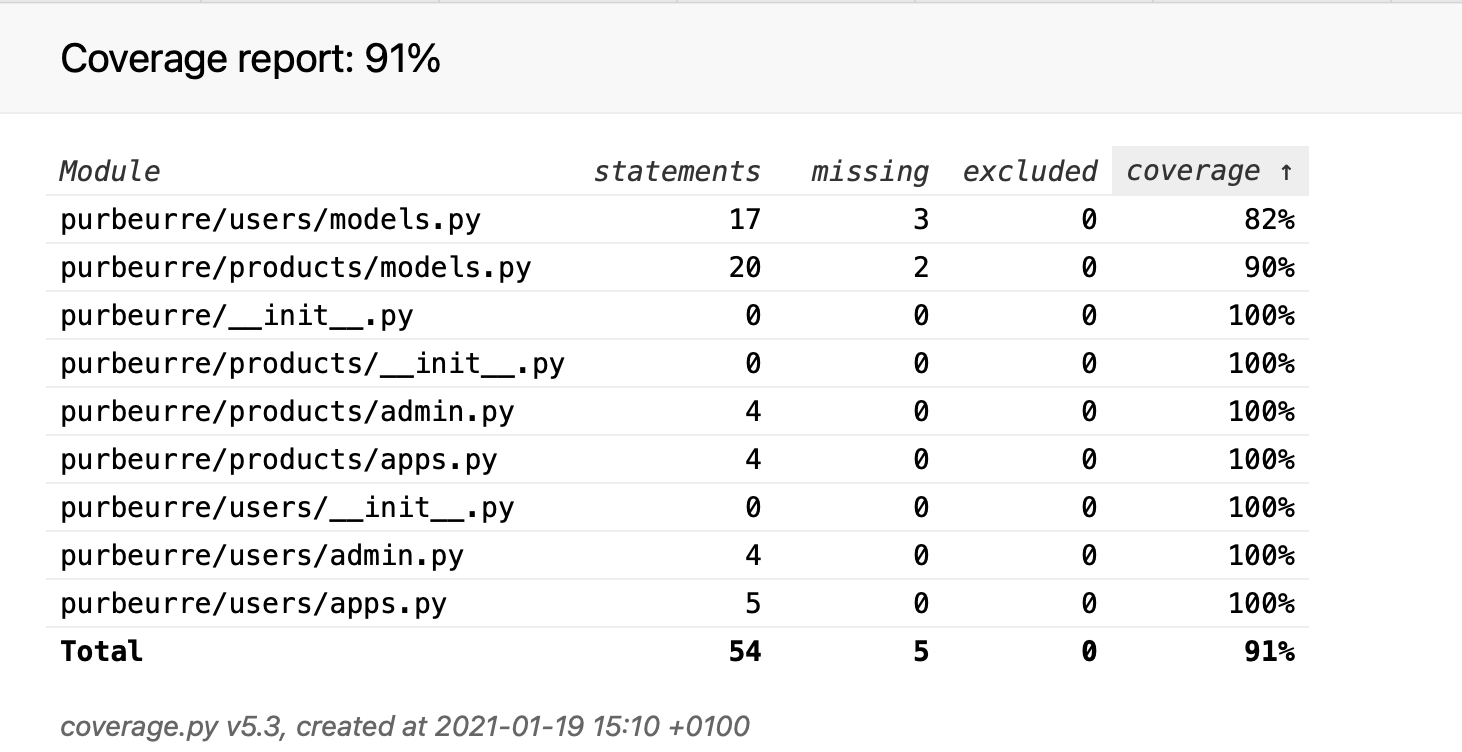 Coverage report: 91%
Module statements missing excluded coverage ↑
purbeurre/users/models.py 17 3 0 82%
purbeurre/products/models.py 20 2 0 90%
purbeurre/__init__.py 0 0 0 100%
purbeurre/products/__init__.py 0 0 0 100%
purbeurre/products/admin.py 4 0 0 100%
purbeurre/products/apps.py 4 0 0 100%
purbeurre/users/__init__.py 0 0 0 100%
purbeurre/users/admin.py 4 0 0 100%
purbeurre/users/apps.py 5 0 0 100%
Total 54 5 0 91%
coverage.py v5.3, created at 2021-01-19 15:10 +0100